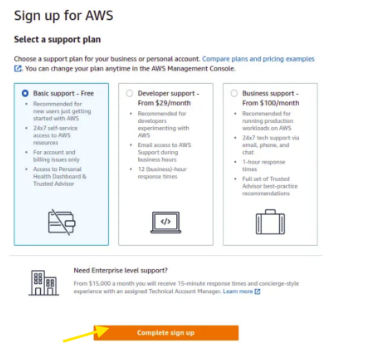 Sign up for AWS
Select a support plan
Choose a support plan for your business or personal account. Compare plans and pricing examples
. You can change your plan anytime in the AWS Management Console.
Basic support - Free
Recommended for
new users just getting
started with AWS
24x7 self-service
access to AWS
resources
For account and
billing issues only
Access to Personal
Health Dashboard &
Trusted Advisor
Developer support -
From $29/month
Recommended for
developers
experimenting with
AWS
Email access to AWS
Support during
business hours
12 (business)-hour
response times
Business support -
From $100/month
Recommended for
running production
workloads on AWS
24x7 tech support via
email, phone, and
chat
1-hour response
times
Full set of Trusted
Advisor best-practice
recommendations
</>
Need Enterprise level support?
From $15,000 a month you will receive 15-minute response times and concierge-style
experience with an assigned Technical Account Manager. Learn more
Complete sign up